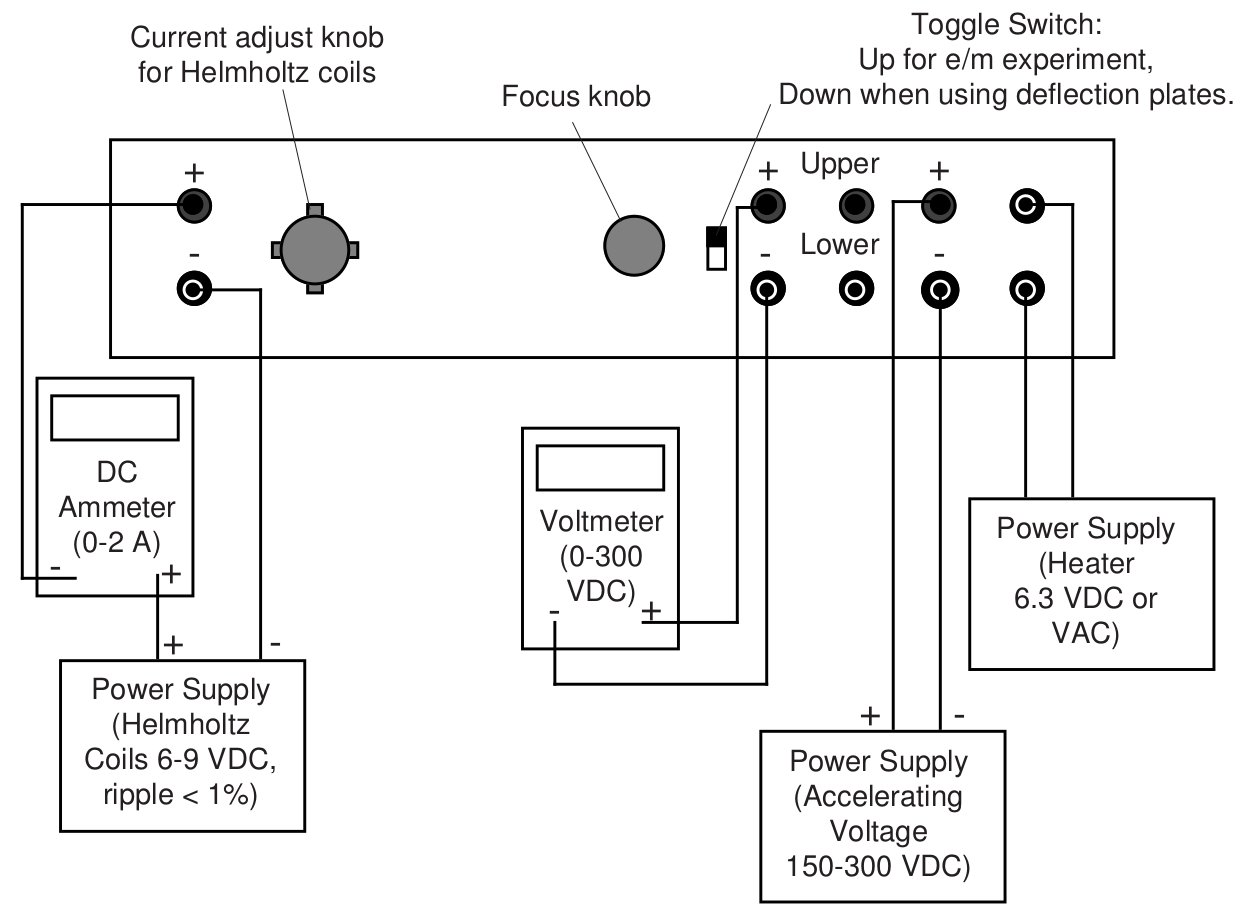 Current adjust knob
for Helmholtz coils
Focus knob
Toggle Switch:
Up for e/m experiment,
Down when using deflection plates.
+
-
+
-
Upper
Lower
+
-
DC
Ammeter
(0-2 A)
-
+
+
-
Power Supply
(Helmholtz
Coils 6-9 VDC,
ripple < 1%)
Voltmeter
(0-300
VDC)
-
+
Power Supply
(Heater
6.3 VDC or
VAC)
+
-
Power Supply
(Accelerating
Voltage
150-300 VDC)